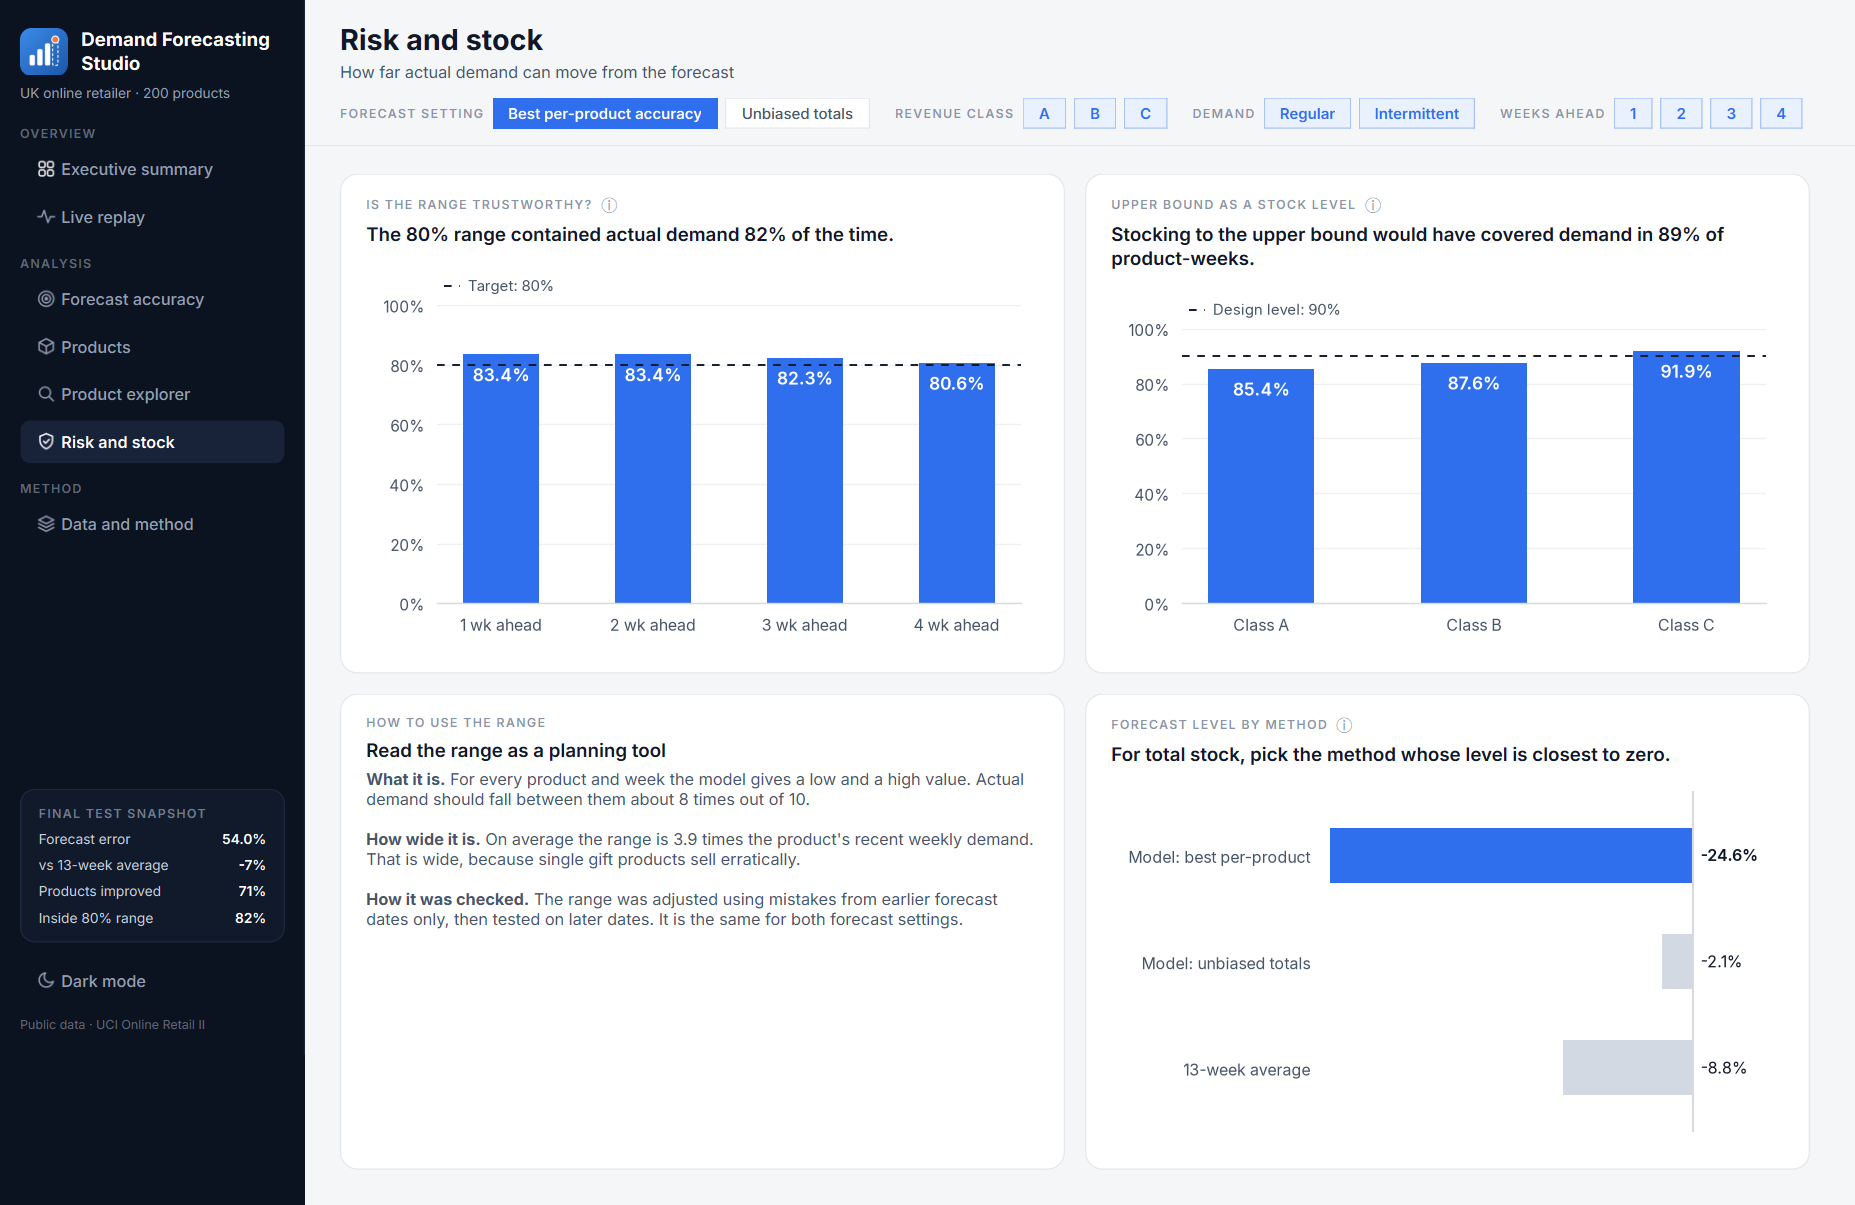 Demand Forecasting
Studio
UK online retailer · 200 products
OVERVIEW
Executive summary
Live replay
ANALYSIS
Forecast accuracy
Products
Product explorer
Risk and stock
METHOD
Data and method
FINAL TEST SNAPSHOT
Forecast error 54.0%
vs 13-week average -7%
Products improved 71%
Inside 80% range 82%
Dark mode
Public data · UCI Online Retail II
Risk and stock
How far actual demand can move from the forecast
FORECAST SETTING Best per-product accuracy Unbiased totals REVENUE CLASS A B C DEMAND Regular Intermittent WEEKS AHEAD 1 2 3 4
IS THE RANGE TRUSTWORTHY? ⓘ
The 80% range contained actual demand 82% of the time.
Target: 80%
100%
80%
60%
40%
20%
0%
83.4% 83.4% 82.3% 80.6%
1 wk ahead 2 wk ahead 3 wk ahead 4 wk ahead
UPPER BOUND AS A STOCK LEVEL ⓘ
Stocking to the upper bound would have covered demand in 89% of
product-weeks.
Design level: 90%
100%
80%
60%
40%
20%
0%
85.4% 87.6% 91.9%
Class A Class B Class C
HOW TO USE THE RANGE
Read the range as a planning tool
What it is. For every product and week the model gives a low and a high value. Actual
demand should fall between them about 8 times out of 10.
How wide it is. On average the range is 3.9 times the product's recent weekly demand.
That is wide, because single gift products sell erratically.
How it was checked. The range was adjusted using mistakes from earlier forecast
dates only, then tested on later dates. It is the same for both forecast settings.
FORECAST LEVEL BY METHOD ⓘ
For total stock, pick the method whose level is closest to zero.
Model: best per-product -24.6%
Model: unbiased totals -2.1%
13-week average -8.8%